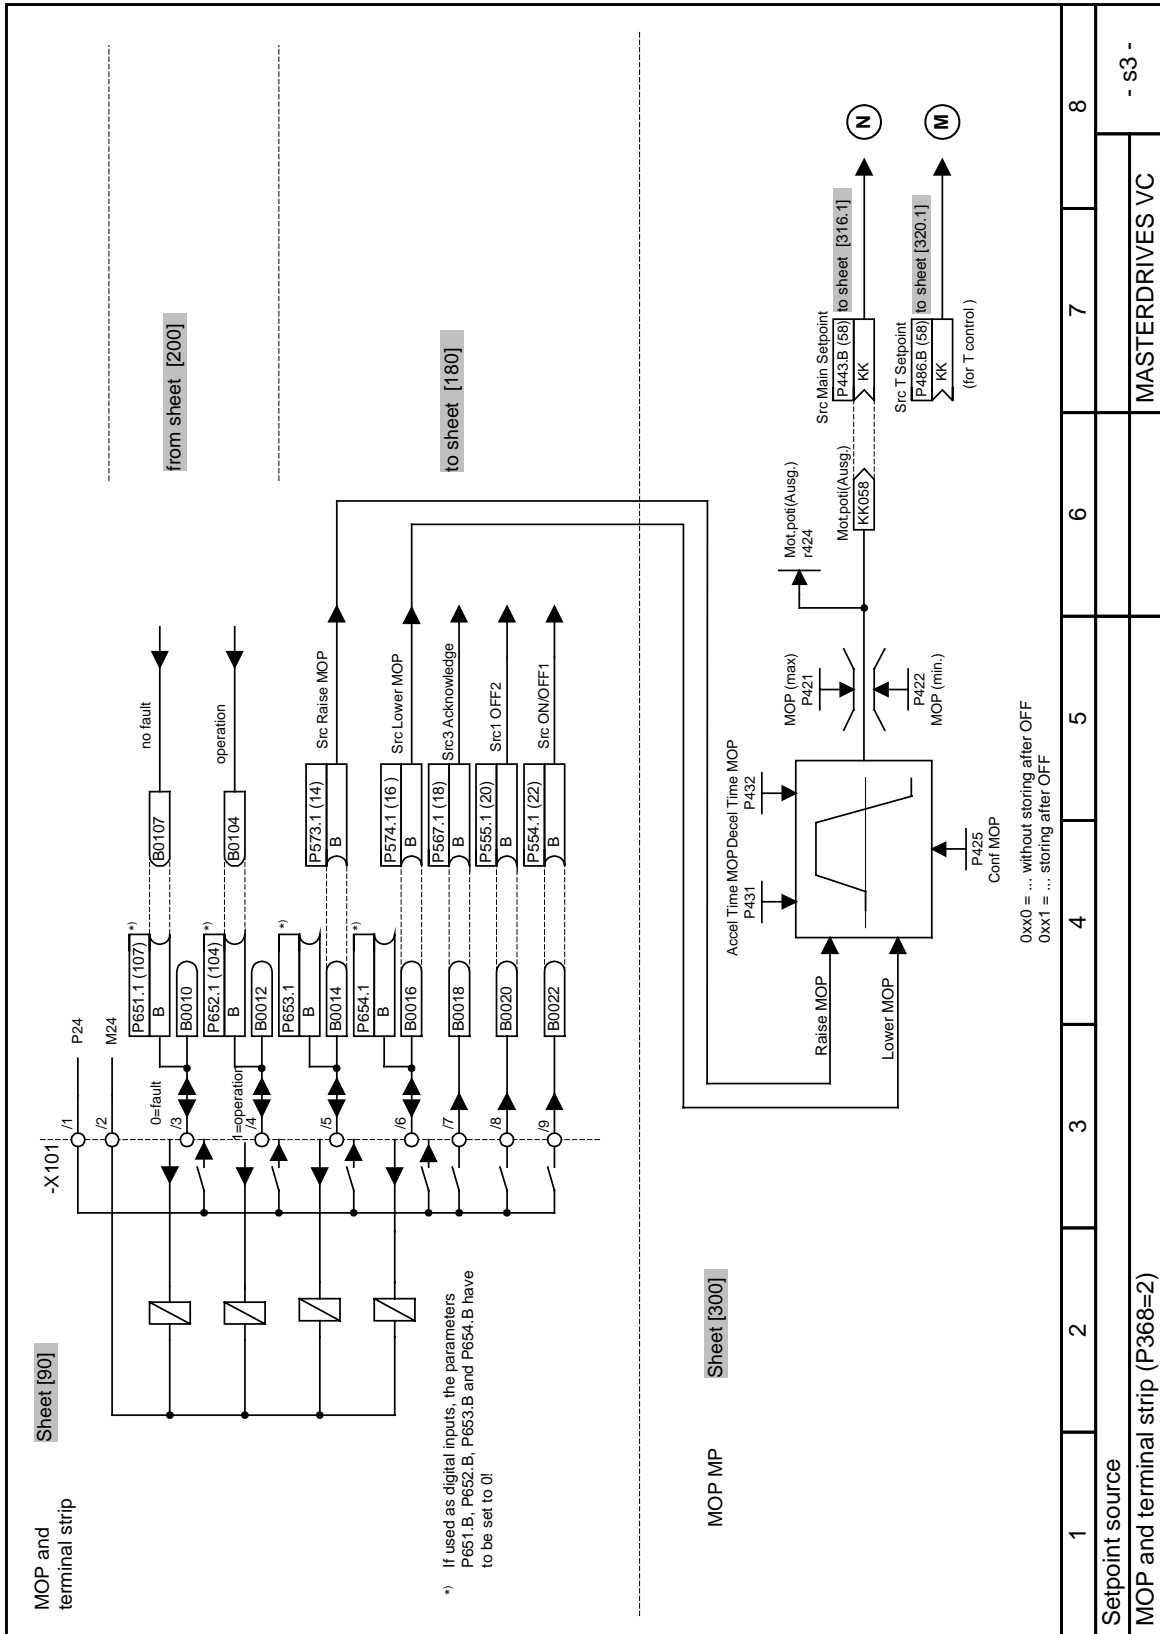 MOP and
terminal strip
Sheet [90]
-X101
/1
P24
/2
M24
0=fault
/3
P651.1 (107)
*)
B
B0010
B0107
no fault
from sheet [200]
1=operation
/4
P652.1 (104)
*)
B
B0012
B0104
operation
/5
P653.1
*)
B
B0014
P573.1 (14)
B
Src Raise MOP
/6
P654.1
*)
B
B0016
P574.1 (16 )
B
Src Lower MOP
to sheet [180]
/7
B0018
P567.1 (18)
B
Src3 Acknowledge
/8
B0020
P555.1 (20)
B
Src1 OFF2
/9
B0022
P554.1 (22)
B
Src ON/OFF1
*) If used as digital inputs, the parameters
P651.B, P652.B, P653.B and P654.B have
to be set to 0!
MOP MP
Sheet [300]
Raise MOP
Lower MOP
Accel Time MOP
P431
Decel Time MOP
P432
P425
Conf MOP
0xx0 = ... without storing after OFF
0xx1 = ... storing after OFF
MOP (max)
P421
P422
MOP (min.)
Mot.poti(Ausg.)
r424
Mot.poti(Ausg.)
KK058
Src Main Setpoint
P443.B (58)
KK
to sheet [316.1]
N
Src T Setpoint
P486.B (58)
KK
(for T control )
to sheet [320.1]
M
1
2
3
4
5
6
7
8
Setpoint source
- s3 -
MOP and terminal strip (P368=2)
MASTERDRIVES VC